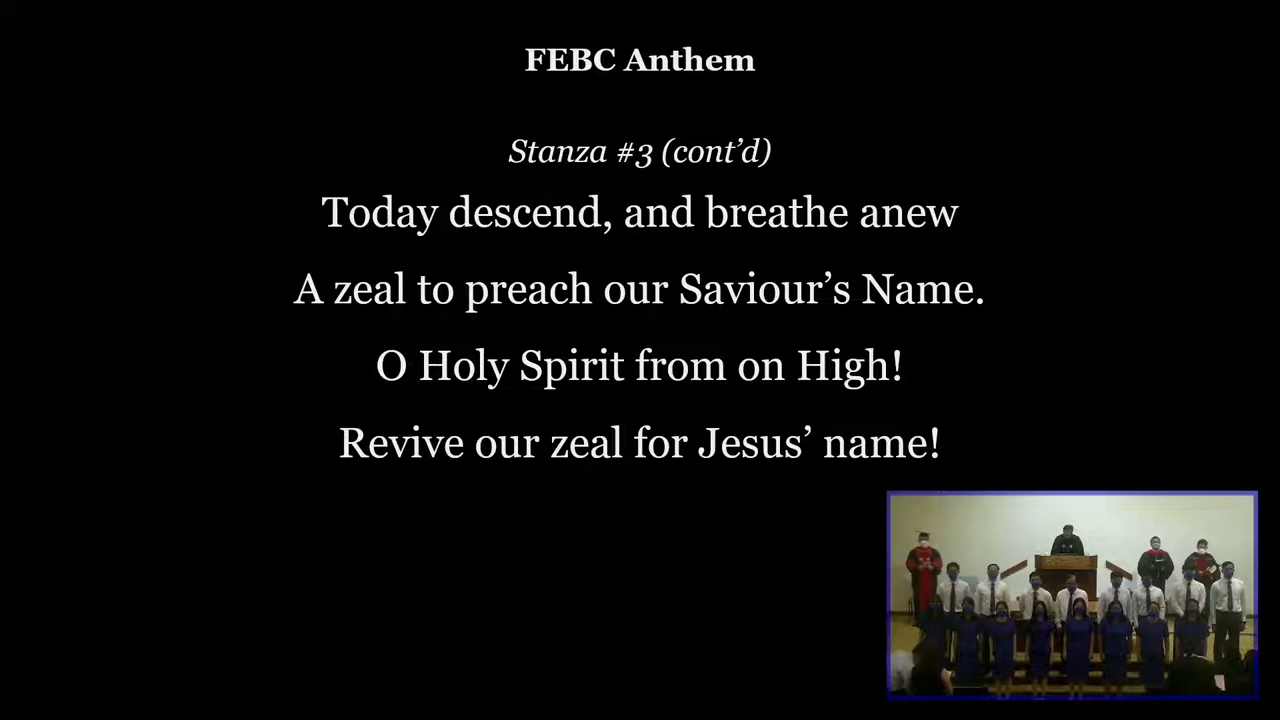 FEBC Anthem
Stanza #3 (cont’d)
Today descend, and breathe anew
A zeal to preach our Saviour’s Name.
O Holy Spirit from on High!
Revive our zeal for Jesus’ name!